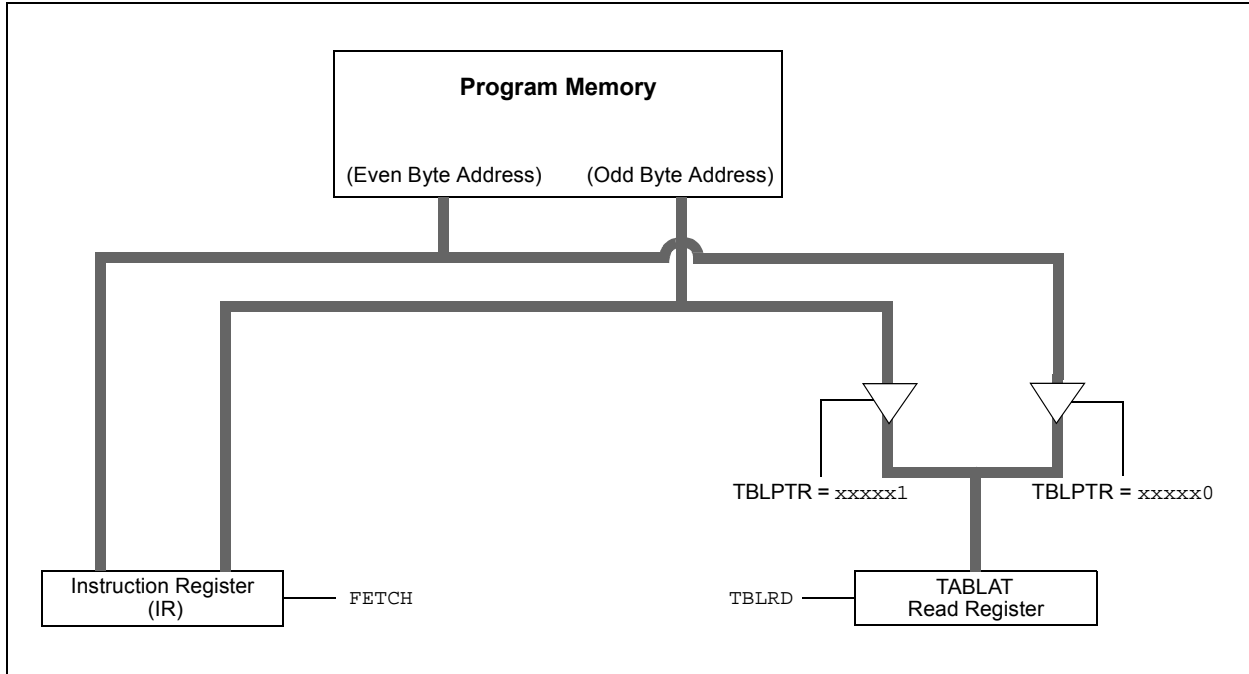 Program Memory
(Even Byte Address) (Odd Byte Address)
TBLPTR = xxxxx1 TBLPTR = xxxxx0
Instruction Register
(IR)
FETCH
TBLRD
TABLAT
Read Register